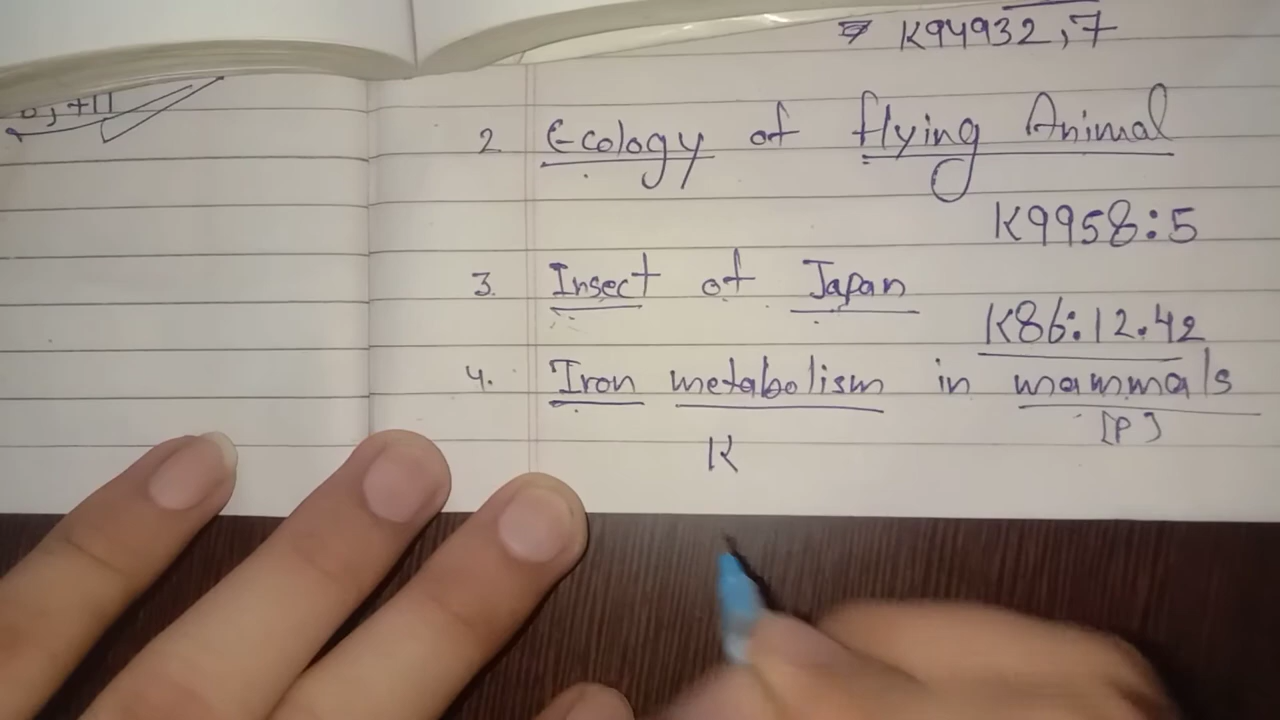 K94932,7
2. Ecology of flying Animal
K9958:5
3. Insect of Japan
K86:12.42
4. Iron metabolism in mammals
[P]
K